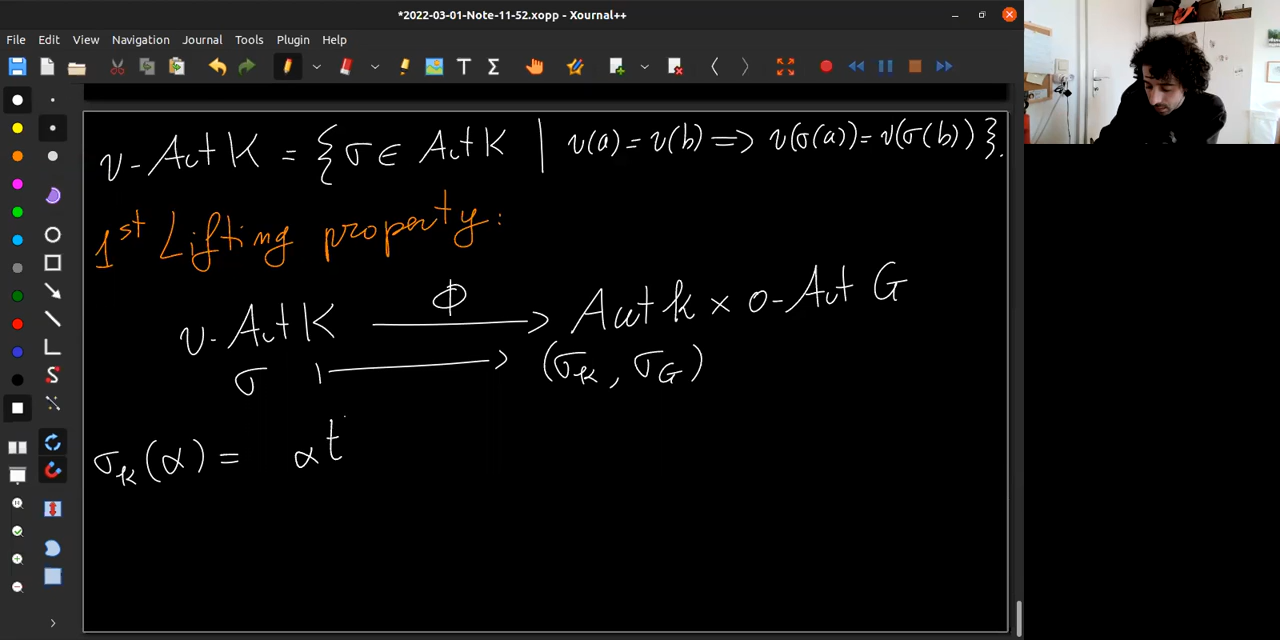 *2022-03-01-Note-11-52.xopp - Xournal++
File Edit View Navigation Journal Tools Plugin Help
v-Aut K = {σ ∈ Aut K | v(a) = v(b) ⟹ v(σ(a)) = v(σ(b))}.
1st Lifting property:
v-Aut K ⟶ Aut k × o-Aut G
Φ
σ ⟼ (σ_k, σ_G)
σ_k(α) = αt